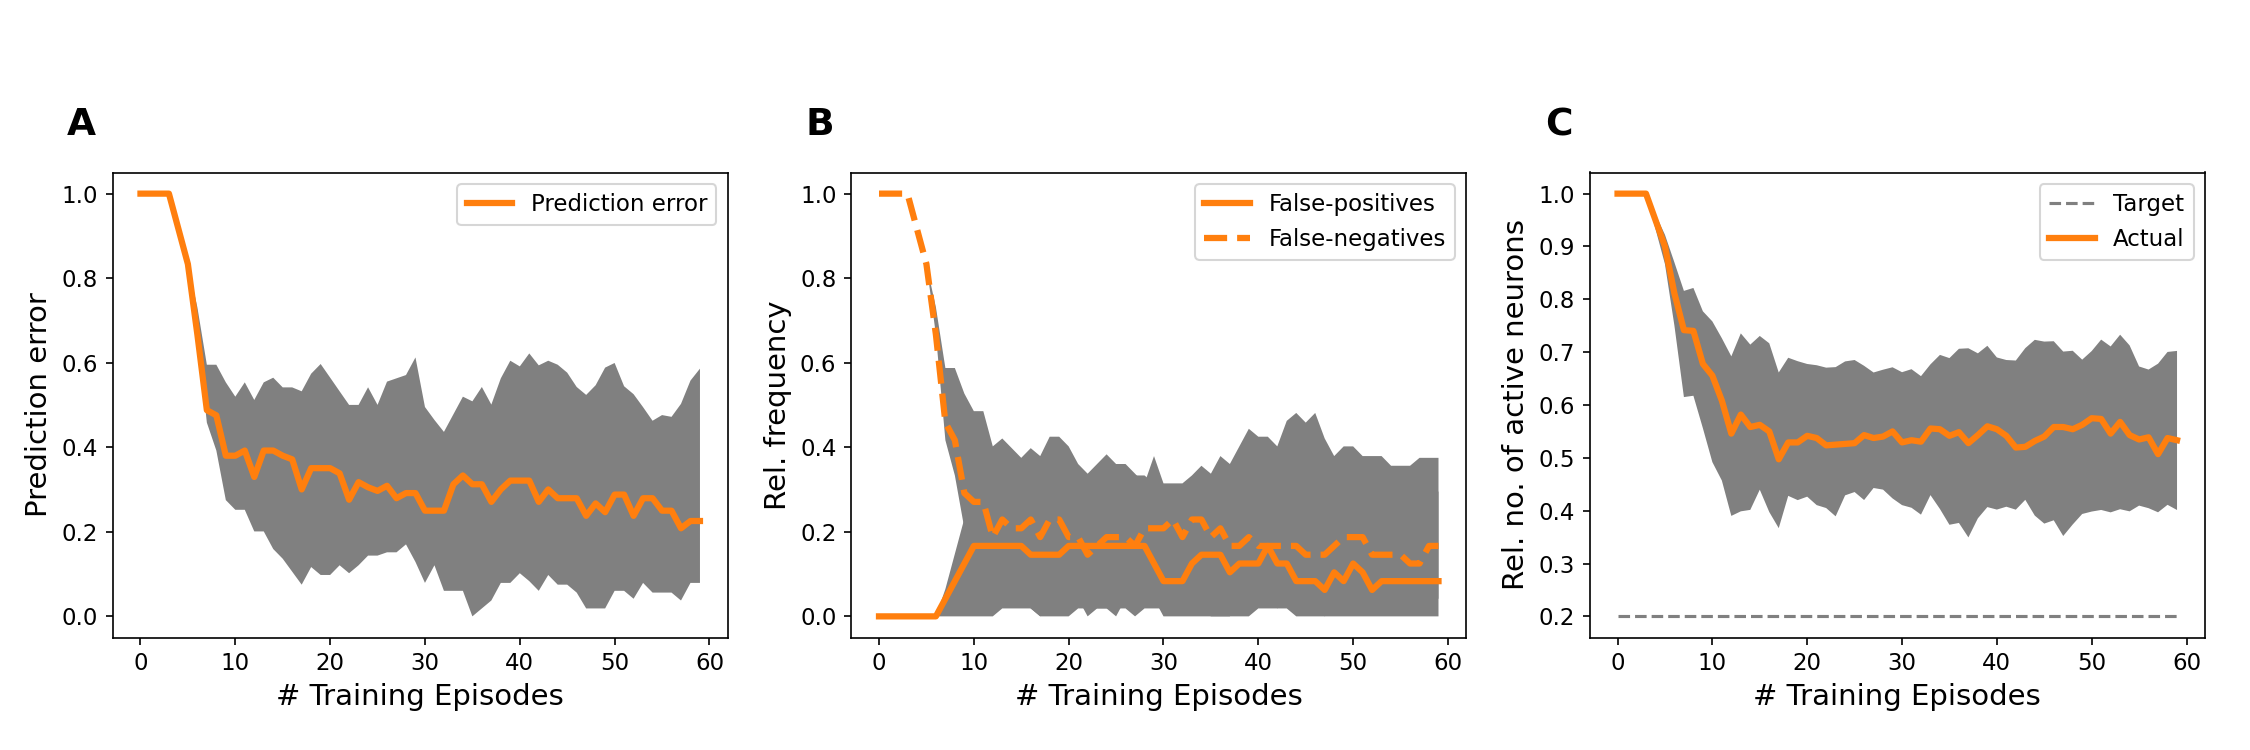 A
B
C
Prediction error
1.0
0.8
0.6
0.4
0.2
0.0
Prediction error
0 10 20 30 40 50 60
# Training Episodes
Rel. frequency
1.0
0.8
0.6
0.4
0.2
0.0
False-positives
False-negatives
0 10 20 30 40 50 60
# Training Episodes
Rel. no. of active neurons
1.0
0.9
0.8
0.7
0.6
0.5
0.4
0.3
0.2
Target
Actual
0 10 20 30 40 50 60
# Training Episodes